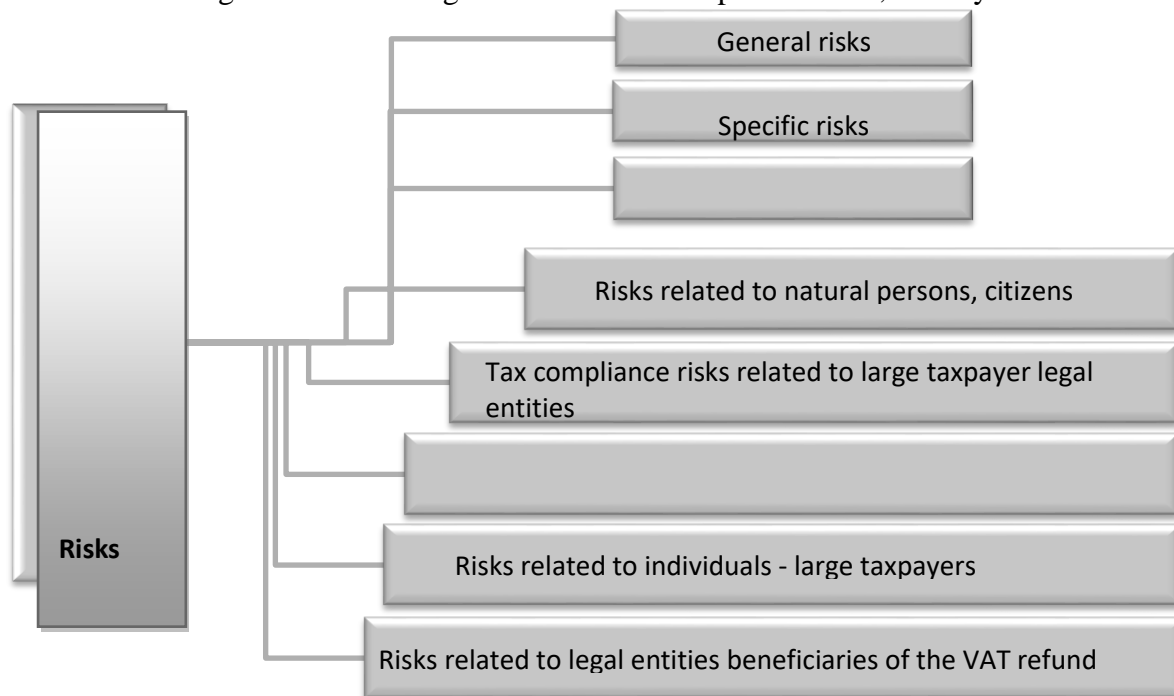 General risks
Specific risks
Risks related to natural persons, citizens
Tax compliance risks related to large taxpayer legal
entities
Risks
Risks related to individuals - large taxpayers
Risks related to legal entities beneficiaries of the VAT refund